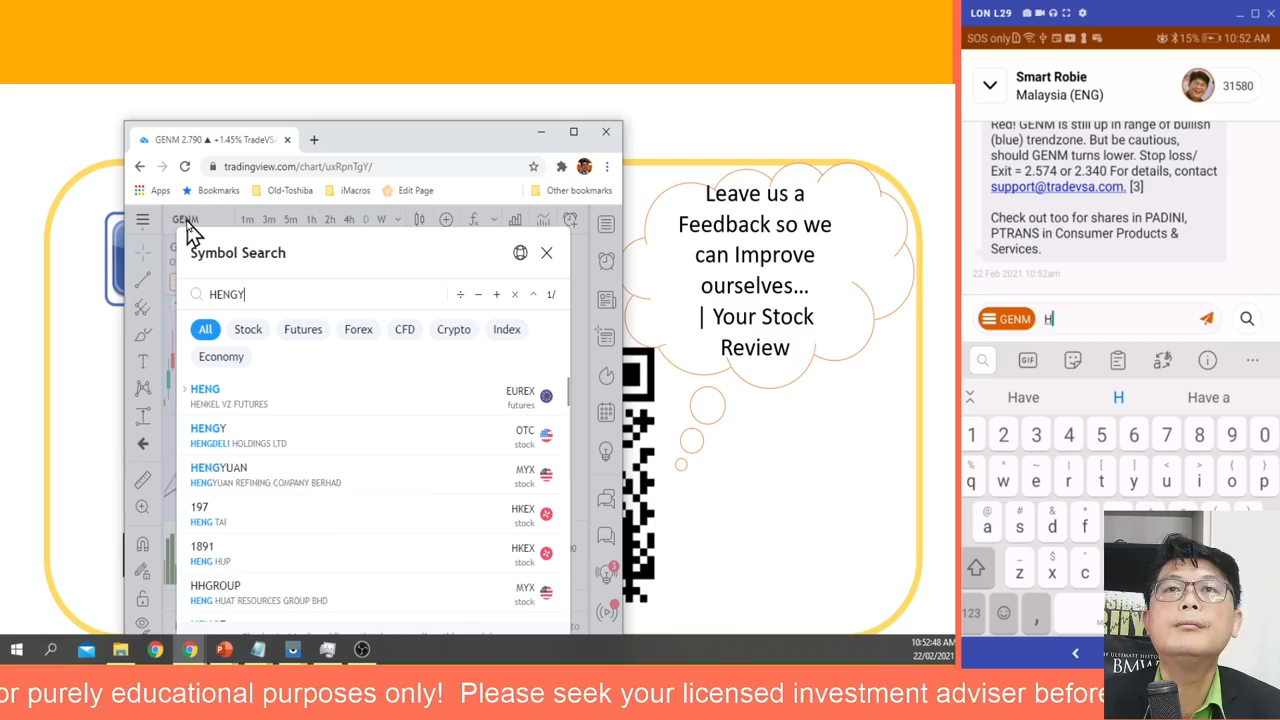 GENM 2.790 ▲ +1.45% TradeVS
tradingview.com/chart/uxRpnTgY/
Apps Bookmarks Old-Toshiba iMacros Edit Page Other bookmarks
GENM 1m 3m 5m 1h 2h 4h D W
Symbol Search
HENGY
÷ − + × ^ 1/
All Stock Futures Forex CFD Crypto Index
Economy
HENG EUREX
HENKEL VZ FUTURES futures
HENGY OTC
HENGDELI HOLDINGS LTD stock
HENGYUAN MYX
HENGYUAN REFINING COMPANY BERHAD stock
197 HKEX
HENG TAI stock
1891 HKEX
HENG HUP stock
HHGROUP MYX
HENG HUAT RESOURCES GROUP BHD stock
3
Leave us a
Feedback so we
can Improve
ourselves...
| Your Stock
Review
10:52:48 AM
22/02/2021
or purely educational purposes only! Please seek your licensed investment adviser before
LON L29
SOS only 15% 10:52 AM
Smart Robie
Malaysia (ENG)
31580
Red! GENM is still up in range of bullish
(blue) trendzone. But be cautious,
should GENM turns lower. Stop loss/
Exit = 2.574 or 2.340 For details, contact
support@tradevsa.com. [3]
Check out too for shares in PADINI,
PTRANS in Consumer Products &
Services.
22 Feb 2021 10:52am
GENM H
GIF
Have H Have a
1 2 3 4 5 6 7 8 9 0
q w e r t y u i o p
a s d f
z x c
123 ,
BMW